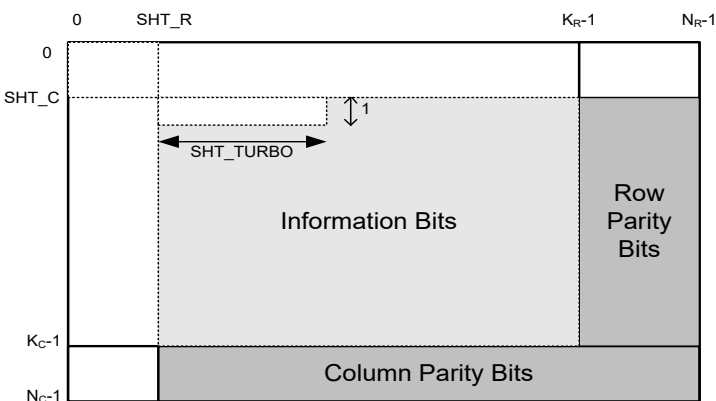 0 SHT_R K_R-1 N_R-1
0
SHT_C
1
SHT_TURBO
Row
Parity
Bits
Information Bits
K_C-1
Column Parity Bits
N_C-1